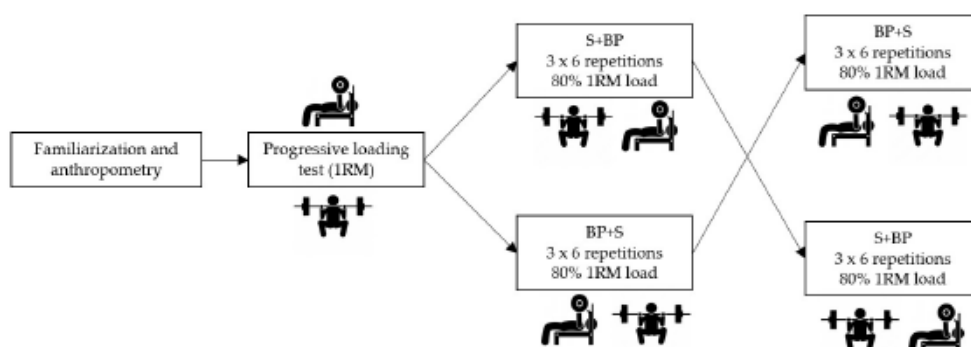 Familiarization and
anthropometry
Progressive loading
test (1RM)
S+BP
3 x 6 repetitions
80% 1RM load
BP+S
3 x 6 repetitions
80% 1RM load
BP+S
3 x 6 repetitions
80% 1RM load
S+BP
3 x 6 repetitions
80% 1RM load